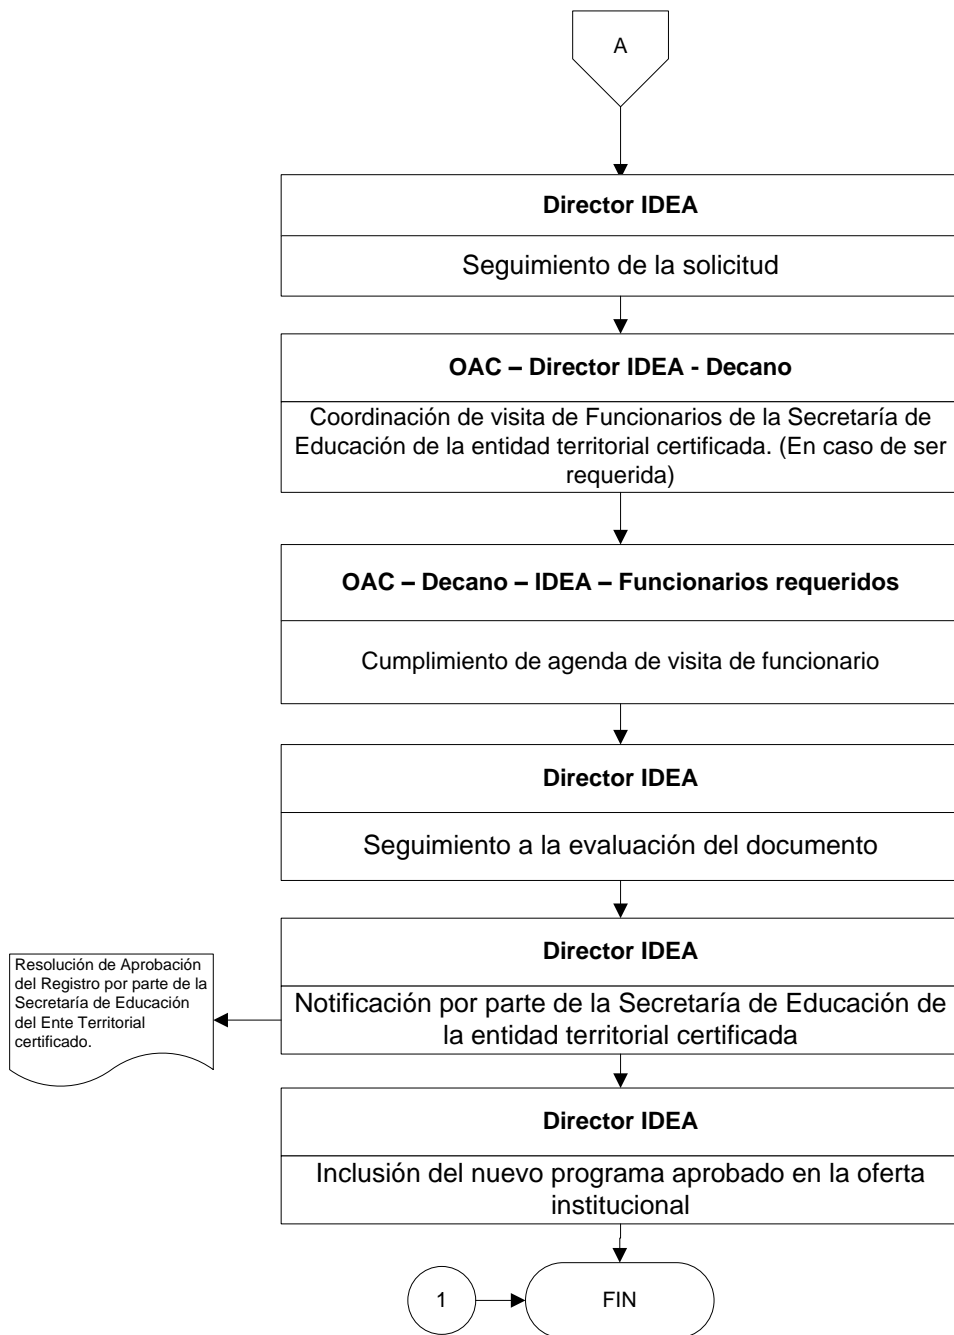 A
Director IDEA
Seguimiento de la solicitud
OAC – Director IDEA - Decano
Coordinación de visita de Funcionarios de la Secretaría de
Educación de la entidad territorial certificada. (En caso de ser
requerida)
OAC – Decano – IDEA – Funcionarios requeridos
Cumplimiento de agenda de visita de funcionario
Director IDEA
Seguimiento a la evaluación del documento
Director IDEA
Notificación por parte de la Secretaría de Educación de
la entidad territorial certificada
Resolución de Aprobación
del Registro por parte de la
Secretaría de Educación
del Ente Territorial
certificado.
Director IDEA
Inclusión del nuevo programa aprobado en la oferta
institucional
1
FIN